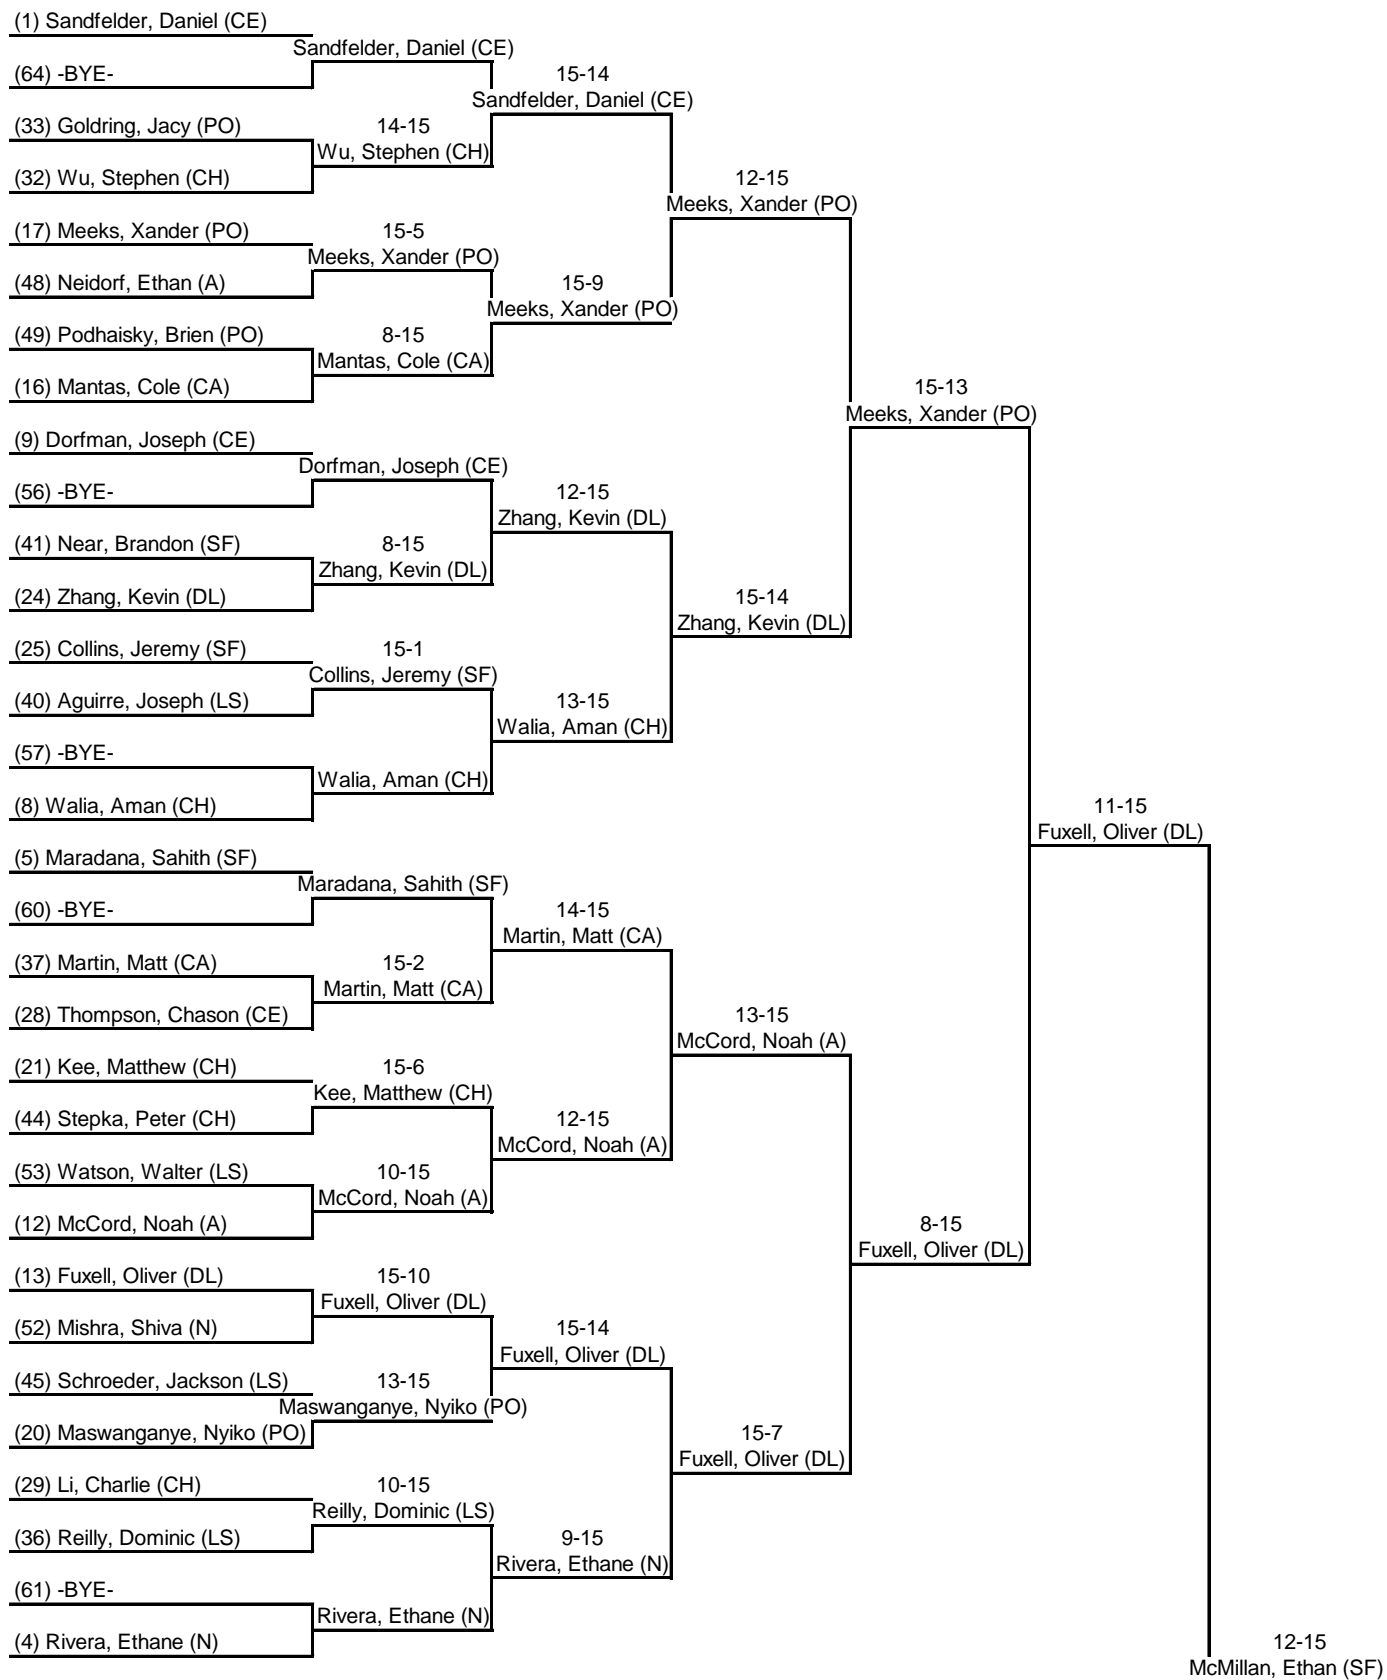 (1) Sandfelder, Daniel (CE)
Sandfelder, Daniel (CE)
(64) -BYE-
15-14
Sandfelder, Daniel (CE)
(33) Goldring, Jacy (PO)
14-15
Wu, Stephen (CH)
(32) Wu, Stephen (CH)
12-15
Meeks, Xander (PO)
(17) Meeks, Xander (PO)
15-5
Meeks, Xander (PO)
(48) Neidorf, Ethan (A)
15-9
Meeks, Xander (PO)
(49) Podhaisky, Brien (PO)
8-15
Mantas, Cole (CA)
(16) Mantas, Cole (CA)
15-13
Meeks, Xander (PO)
(9) Dorfman, Joseph (CE)
Dorfman, Joseph (CE)
(56) -BYE-
12-15
Zhang, Kevin (DL)
(41) Near, Brandon (SF)
8-15
Zhang, Kevin (DL)
(24) Zhang, Kevin (DL)
15-14
Zhang, Kevin (DL)
(25) Collins, Jeremy (SF)
15-1
Collins, Jeremy (SF)
(40) Aguirre, Joseph (LS)
13-15
Walia, Aman (CH)
(57) -BYE-
Walia, Aman (CH)
(8) Walia, Aman (CH)
11-15
Fuxell, Oliver (DL)
(5) Maradana, Sahith (SF)
Maradana, Sahith (SF)
(60) -BYE-
14-15
Martin, Matt (CA)
(37) Martin, Matt (CA)
15-2
Martin, Matt (CA)
(28) Thompson, Chason (CE)
13-15
McCord, Noah (A)
(21) Kee, Matthew (CH)
15-6
Kee, Matthew (CH)
(44) Stepka, Peter (CH)
12-15
McCord, Noah (A)
(53) Watson, Walter (LS)
10-15
McCord, Noah (A)
(12) McCord, Noah (A)
8-15
Fuxell, Oliver (DL)
(13) Fuxell, Oliver (DL)
15-10
Fuxell, Oliver (DL)
(52) Mishra, Shiva (N)
15-14
Fuxell, Oliver (DL)
(45) Schroeder, Jackson (LS)
13-15
Maswanganye, Nyiko (PO)
(20) Maswanganye, Nyiko (PO)
15-7
Fuxell, Oliver (DL)
(29) Li, Charlie (CH)
10-15
Reilly, Dominic (LS)
(36) Reilly, Dominic (LS)
9-15
Rivera, Ethane (N)
(61) -BYE-
Rivera, Ethane (N)
(4) Rivera, Ethane (N)
12-15
McMillan, Ethan (SF)